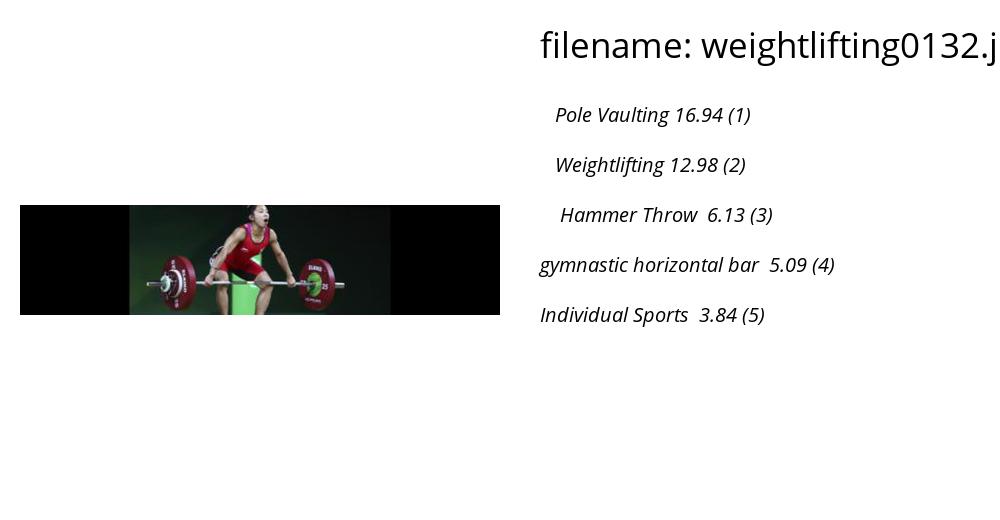 filename: weightlifting0132.j
Pole Vaulting 16.94 (1)
Weightlifting 12.98 (2)
Hammer Throw 6.13 (3)
gymnastic horizontal bar 5.09 (4)
Individual Sports 3.84 (5)
25